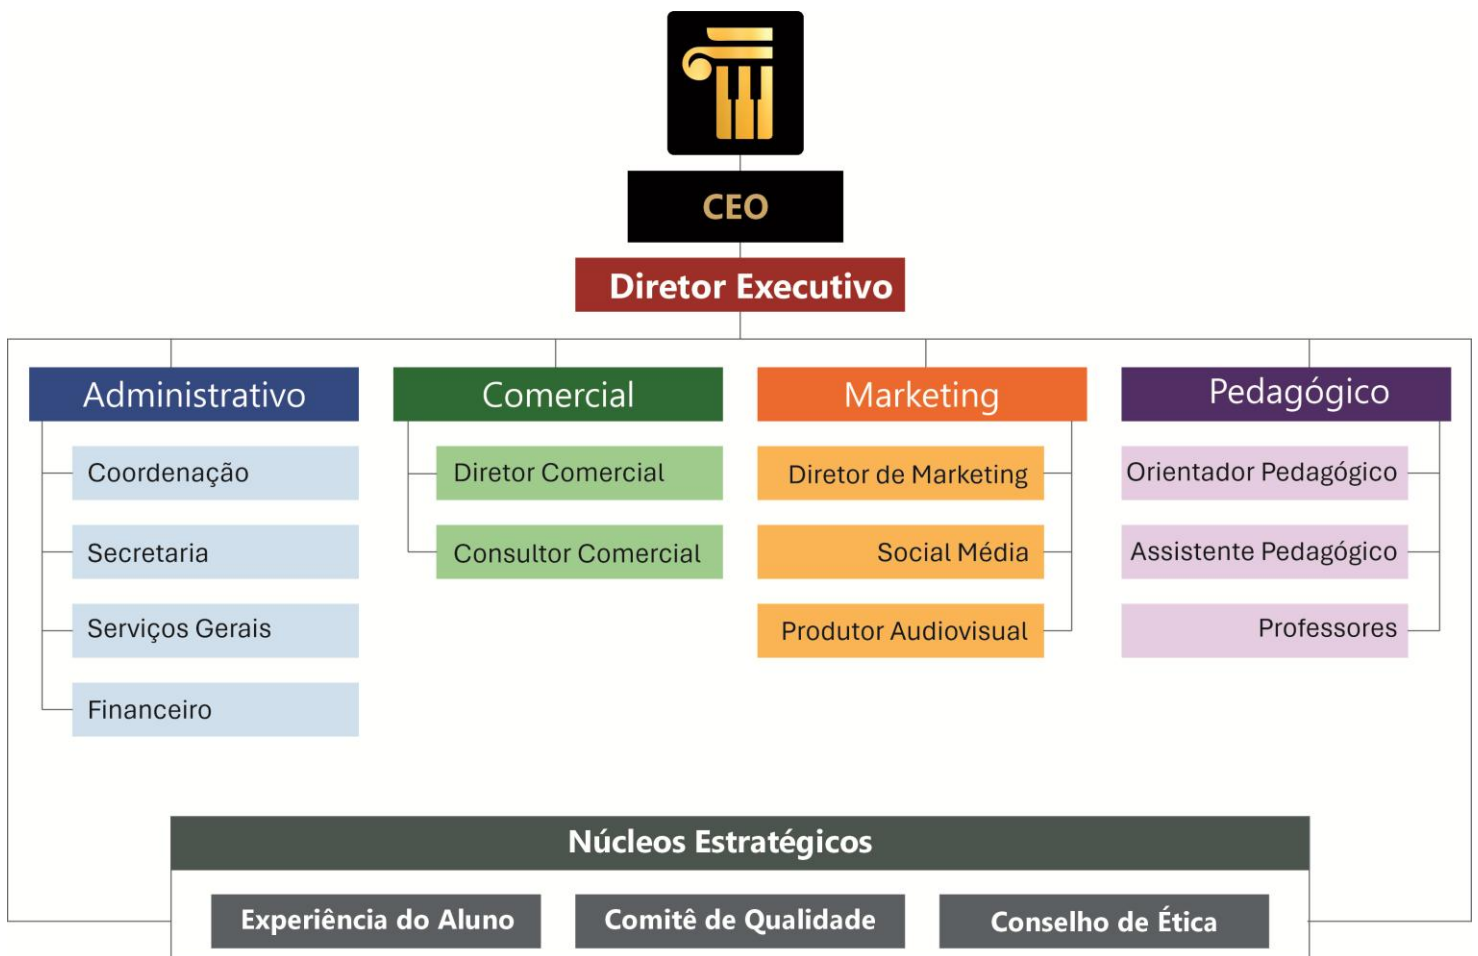 CEO
Diretor Executivo
Administrativo
Coordenação
Secretaria
Serviços Gerais
Financeiro
Comercial
Diretor Comercial
Consultor Comercial
Marketing
Diretor de Marketing
Social Média
Produtor Audiovisual
Pedagógico
Orientador Pedagógico
Assistente Pedagógico
Professores
Núcleos Estratégicos
Experiência do Aluno
Comitê de Qualidade
Conselho de Ética